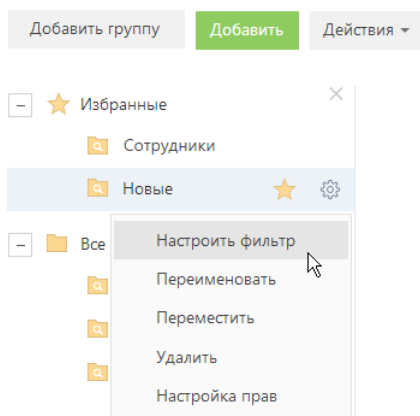 Добавить группу Добавить Действия
Избранные
Сотрудники
Новые
Все
Настроить фильтр
Переименовать
Переместить
Удалить
Настройка прав